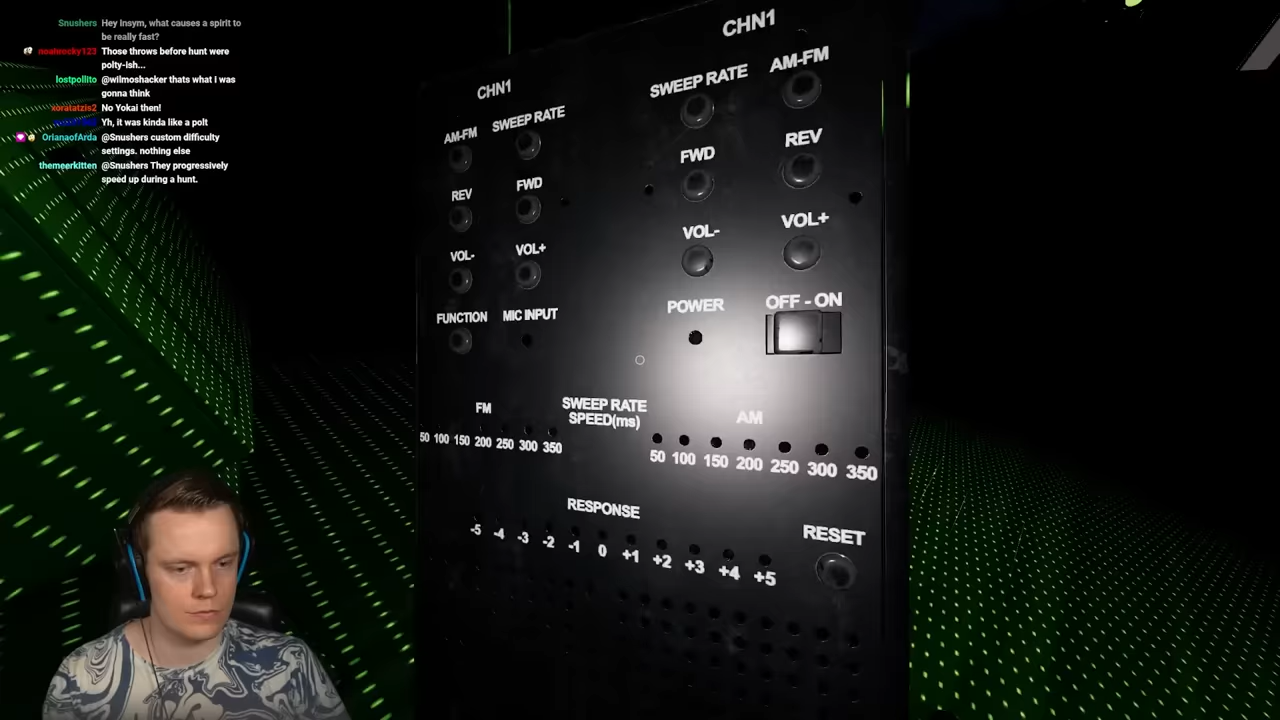 Snushers Hey Insym, what causes a spirit to
be really fast?
noahrocky123 Those throws before hunt were
polty-ish...
lostpollito @wilmoshacker thats what I was
gonna think
xoratatzis2 No Yokai then!
Yh, it was kinda like a polt
OrianaofArda @Snushers custom difficulty
settings. nothing else
themeerkitten @Snushers They progressively
speed up during a hunt.
CHN1
AM-FM SWEEP RATE
REV FWD
VOL- VOL+
FUNCTION MIC INPUT
CHN1
SWEEP RATE AM-FM
FWD REV
VOL- VOL+
POWER OFF - ON
FM
50 100 150 200 250 300 350
SWEEP RATE
SPEED(ms)
AM
50 100 150 200 250 300 350
RESPONSE
-5 -4 -3 -2 -1 0 +1 +2 +3 +4 +5
RESET